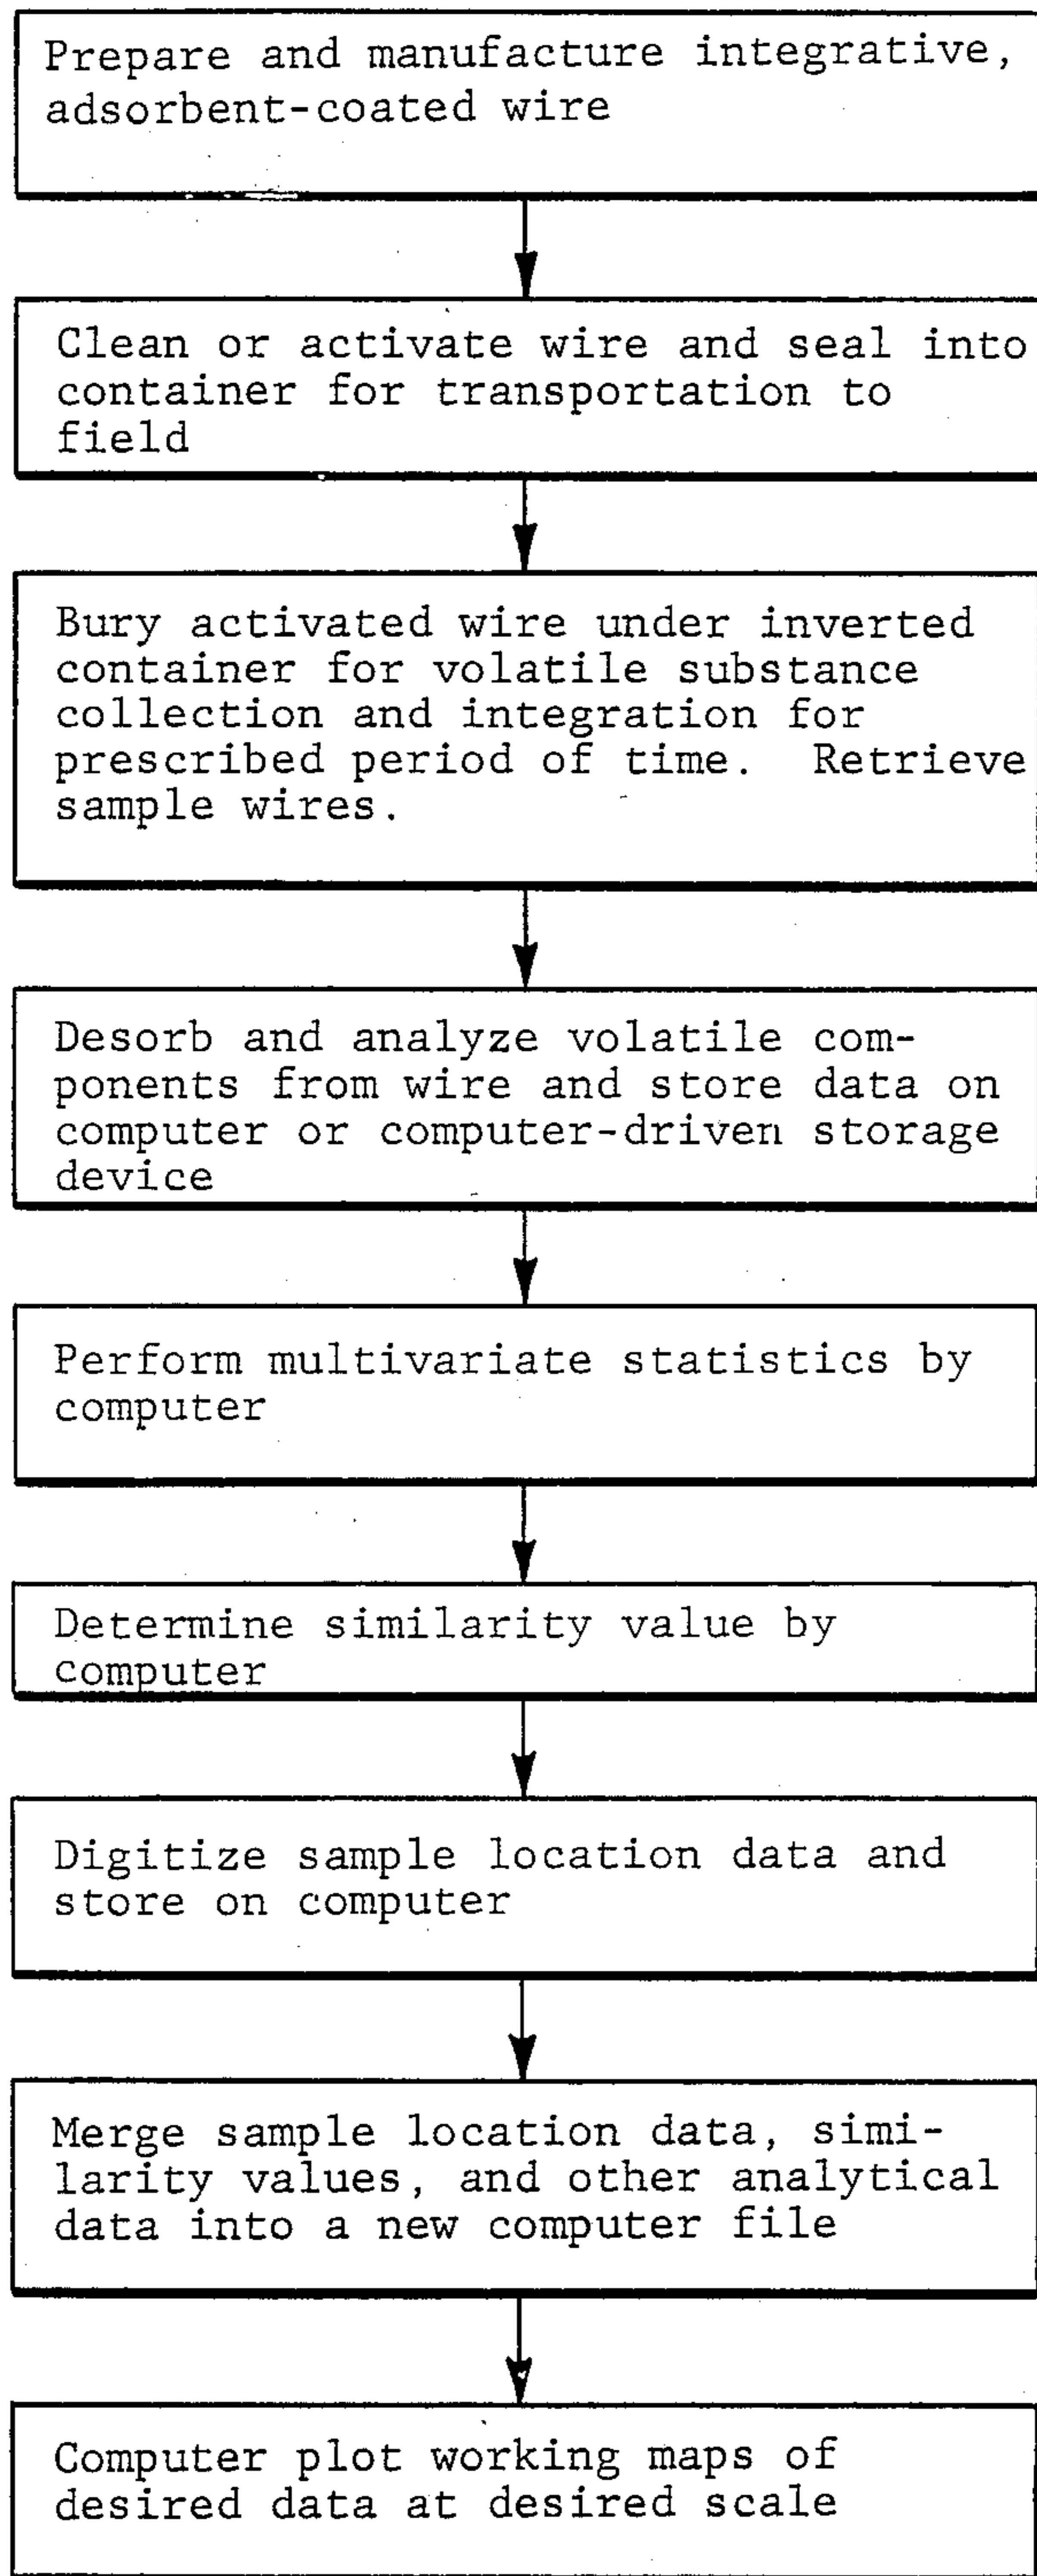 Prepare and manufacture integrative,
adsorbent-coated wire
Clean or activate wire and seal into
container for transportation to
field
Bury activated wire under inverted
container for volatile substance
collection and integration for
prescribed period of time.  Retrieve
sample wires.
Desorb and analyze volatile com-
ponents from wire and store data on
computer or computer-driven storage
device
Perform multivariate statistics by
computer
Determine similarity value by
computer
Digitize sample location data and
store on computer
Merge sample location data, simi-
larity values, and other analytical
data into a new computer file
Computer plot working maps of
desired data at desired scale